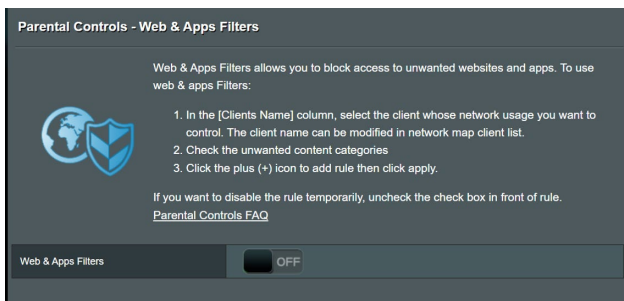 Parental Controls - Web & Apps Filters
Web & Apps Filters allows you to block access to unwanted websites and apps. To use
web & apps Filters:
1. In the [Clients Name] column, select the client whose network usage you want to
control. The client name can be modified in network map client list.
2. Check the unwanted content categories
3. Click the plus (+) icon to add rule then click apply.
If you want to disable the rule temporarily, uncheck the check box in front of rule.
Parental Controls FAQ
Web & Apps Filters
OFF